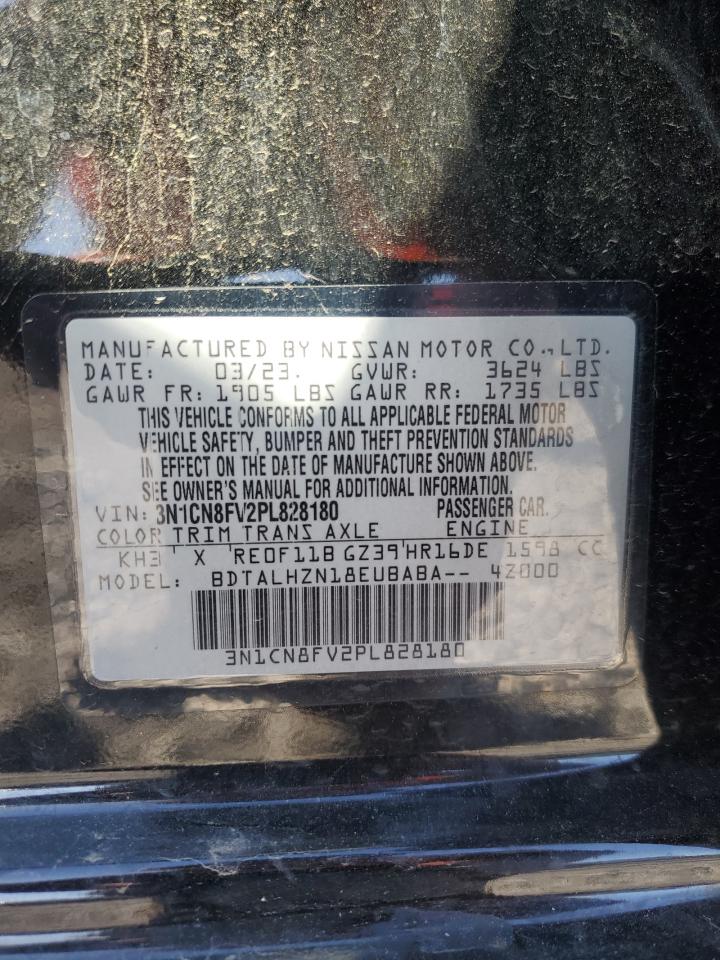 MANUFACTURED BY NISSAN MOTOR CO., LTD.
DATE: 03/23. GVWR: 3624 LBS
GAWR FR: 1905 LBS GAWR RR: 1735 LBS
THIS VEHICLE CONFORMS TO ALL APPLICABLE FEDERAL MOTOR
VEHICLE SAFETY, BUMPER AND THEFT PREVENTION STANDARDS
IN EFFECT ON THE DATE OF MANUFACTURE SHOWN ABOVE.
SEE OWNER'S MANUAL FOR ADDITIONAL INFORMATION.
VIN: 3N1CN8FV2PL828180 PASSENGER CAR.
COLOR TRIM TRANS AXLE ENGINE
KH3 X RE0F11B GZ39 HR16DE 1598 CC
MODEL: BDTALHZN18EUBABA-- 4Z000
3N1CN8FV2PL828180